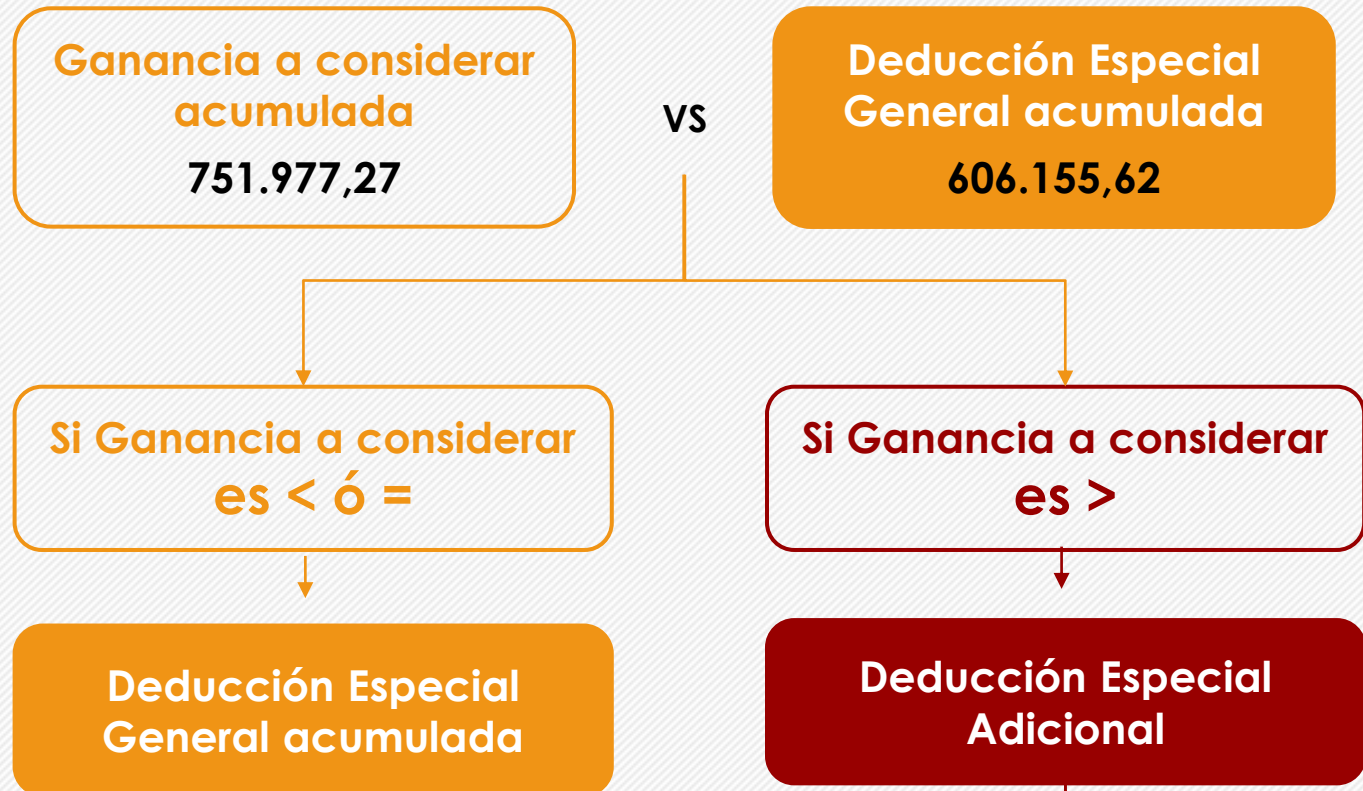 Ganancia a considerar
acumulada
751.977,27
VS
Deducción Especial
General acumulada
606.155,62
Si Ganancia a considerar
es < ó =
Si Ganancia a considerar
es >
Deducción Especial
General acumulada
Deducción Especial
Adicional